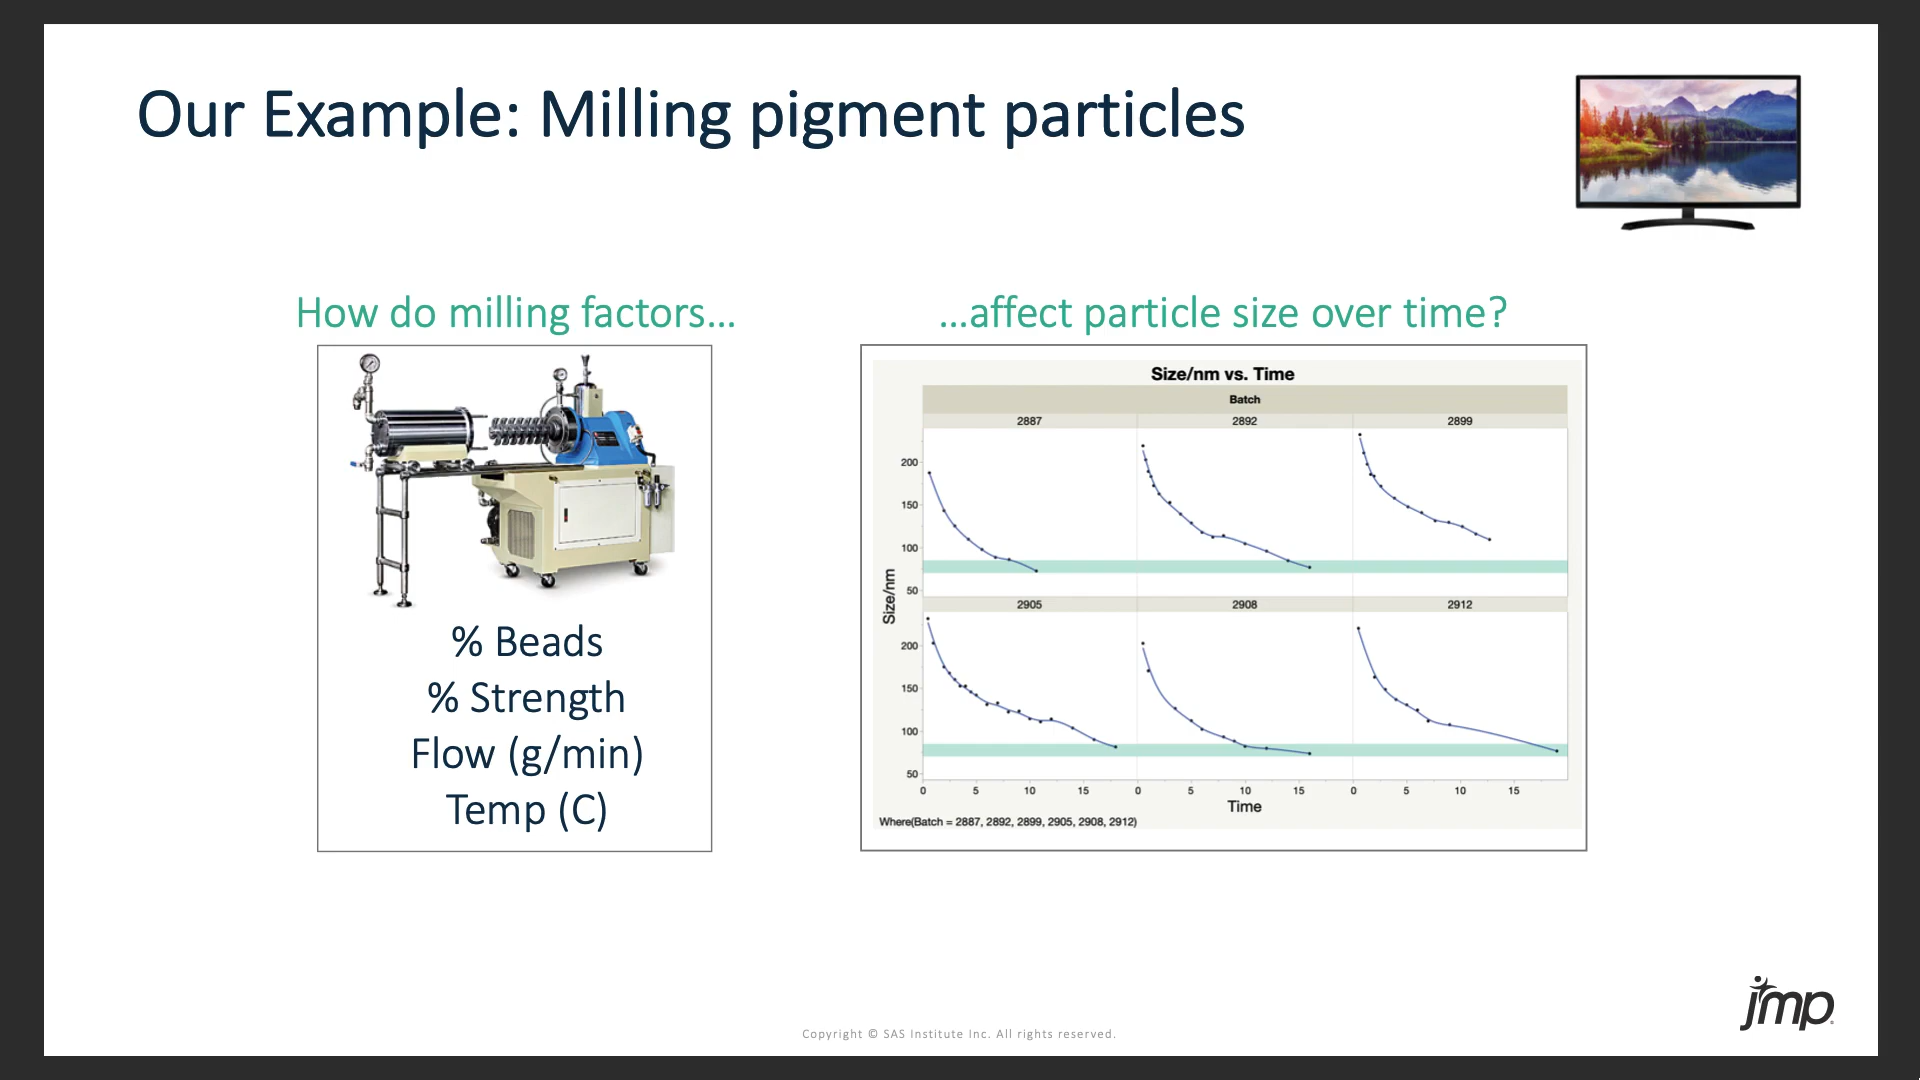 Our Example: Milling pigment particles
How do milling factors...
...affect particle size over time?
% Beads
% Strength
Flow (g/min)
Temp (C)
Size/nm vs. Time
Batch
2887 2892 2899
200
150
100
50
Size/nm
2905 2908 2912
200
150
100
50
0 5 10 15 0 5 10 15 0 5 10 15
Time
Where(Batch = 2887, 2892, 2899, 2905, 2908, 2912)
jmp
Copyright © SAS Institute Inc. All rights reserved.